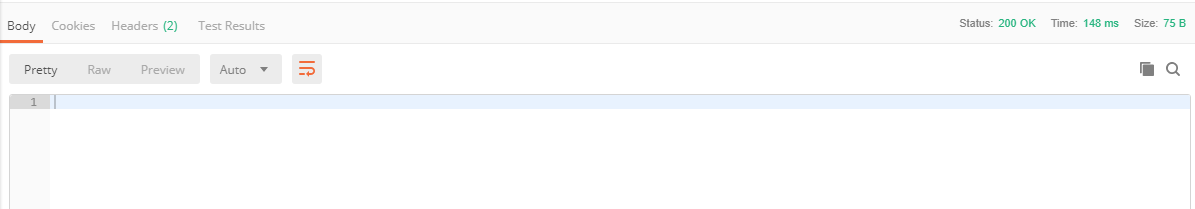 Body Cookies Headers (2) Test Results Status: 200 OK Time: 148 ms Size: 75 B
Pretty Raw Preview Auto
1